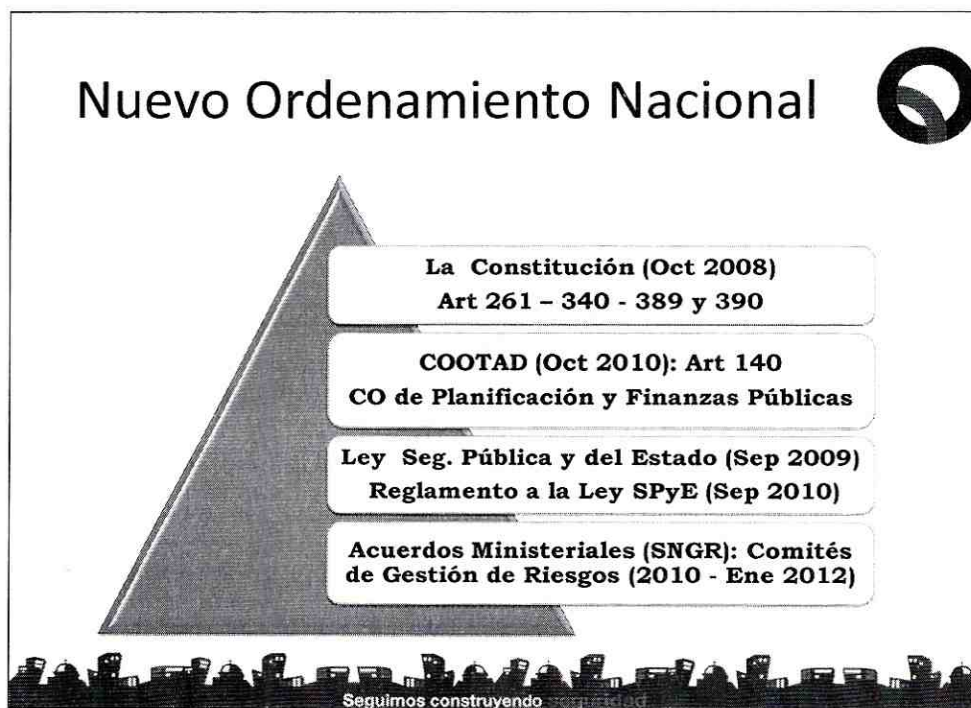 Nuevo Ordenamiento Nacional
La Constitución (Oct 2008)
Art 261 – 340 - 389 y 390
COOTAD (Oct 2010): Art 140
CO de Planificación y Finanzas Públicas
Ley Seg. Pública y del Estado (Sep 2009)
Reglamento a la Ley SPyE (Sep 2010)
Acuerdos Ministeriales (SNGR): Comités
de Gestión de Riesgos (2010 - Ene 2012)
Seguimos construyendo seguridad